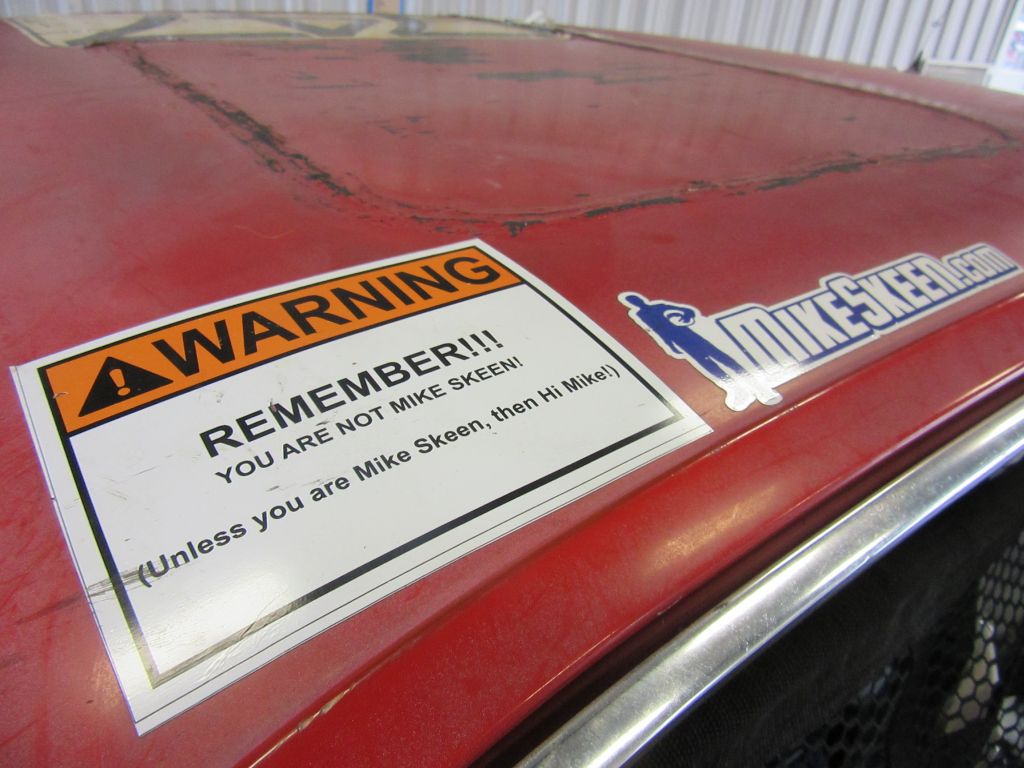 WARNING
REMEMBER!!!
YOU ARE NOT MIKE SKEEN!
(Unless you are Mike Skeen, then Hi Mike!)
MIKESKEEN.com